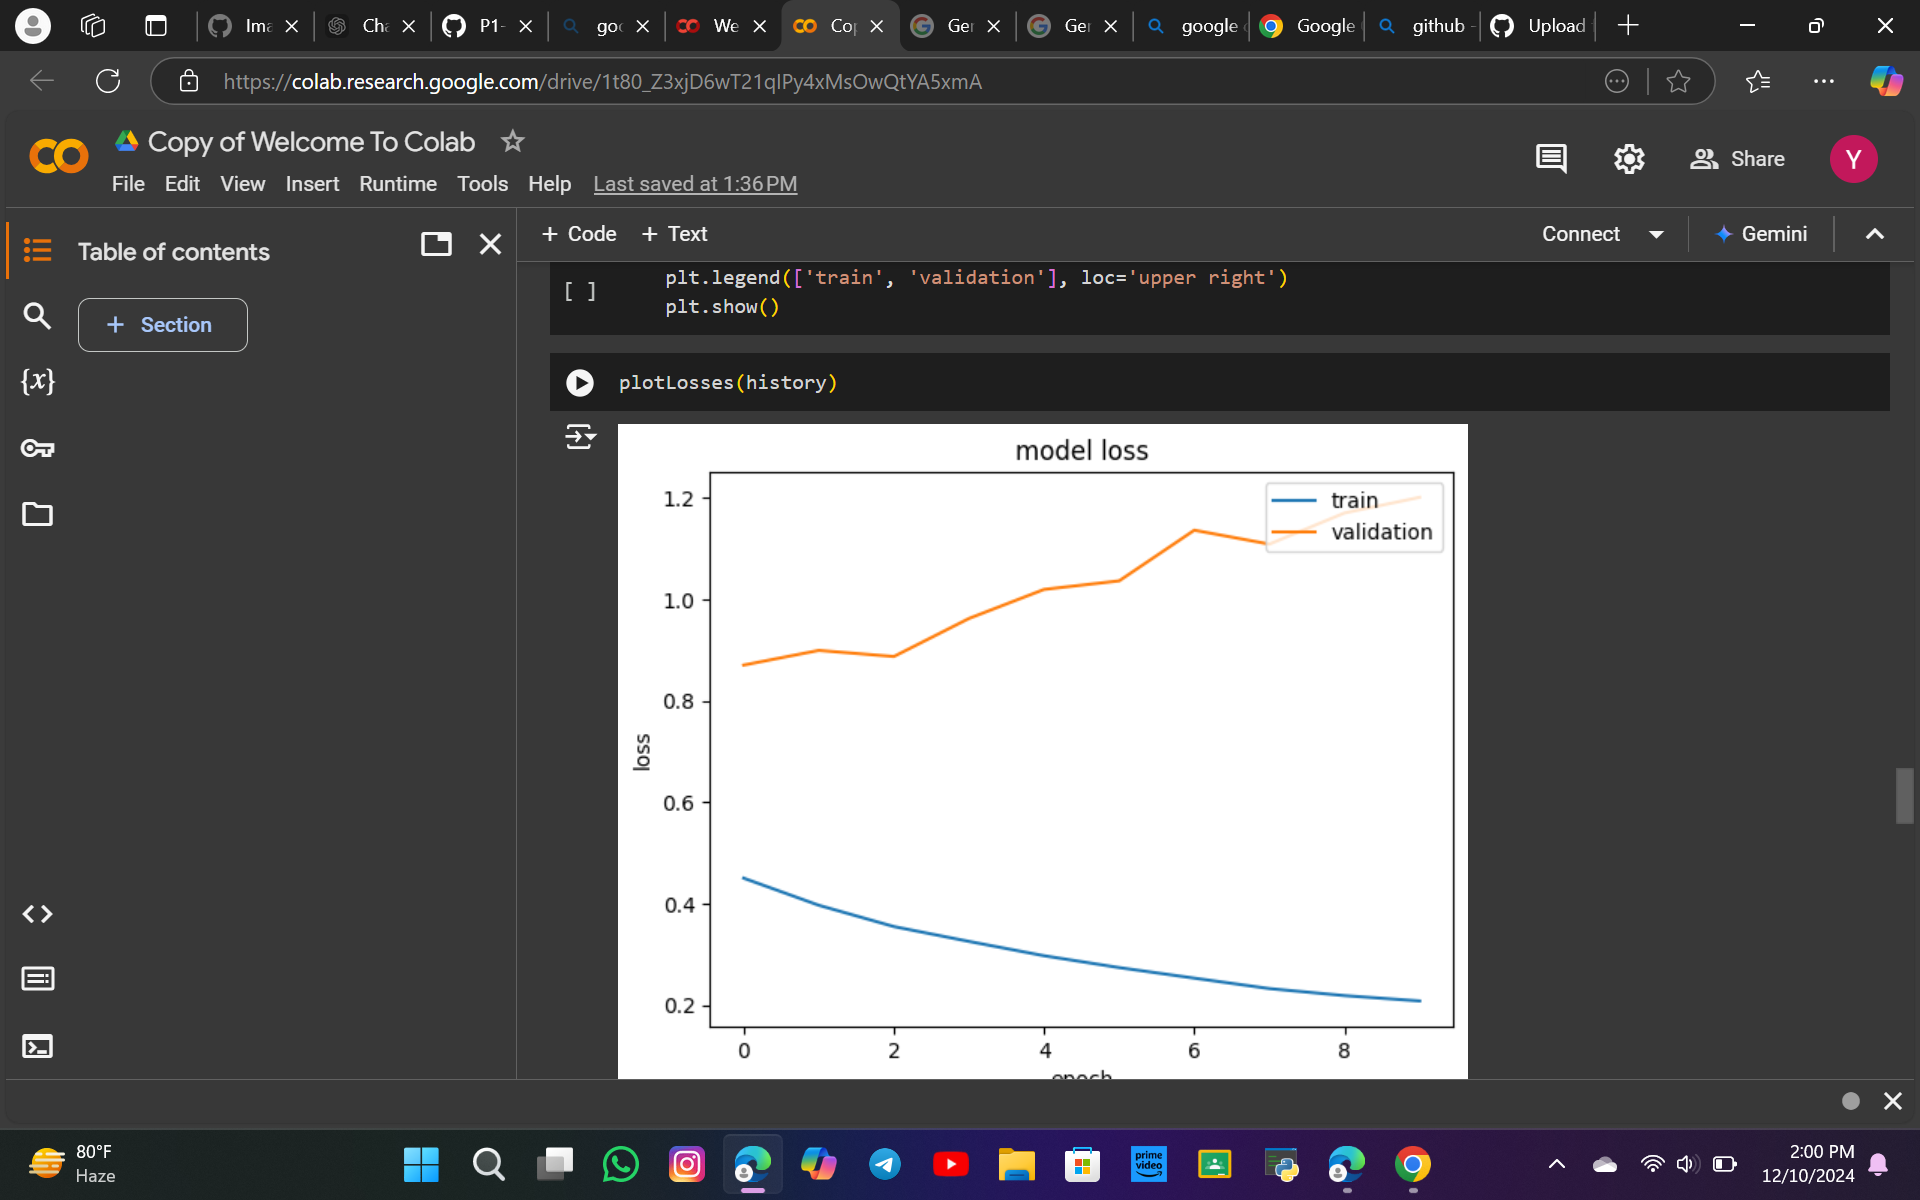 Ima
Cha
P1-
goo
We
Cop
Ger
Ger
google c
Google
github -
Upload
https://colab.research.google.com/drive/1t80_Z3xjD6wT21qIPy4xMsOwQtYA5xmA
Copy of Welcome To Colab
File Edit View Insert Runtime Tools Help Last saved at 1:36 PM
Share
Y
Table of contents
+ Section
{x}
+ Code + Text
Connect
Gemini
plt.legend(['train', 'validation'], loc='upper right')
[ ]
plt.show()
plotLosses(history)
model loss
train
validation
1.2
1.0
0.8
0.6
0.4
0.2
loss
0 2 4 6 8
epoch
80°F
Haze
prime
video
2:00 PM
12/10/2024